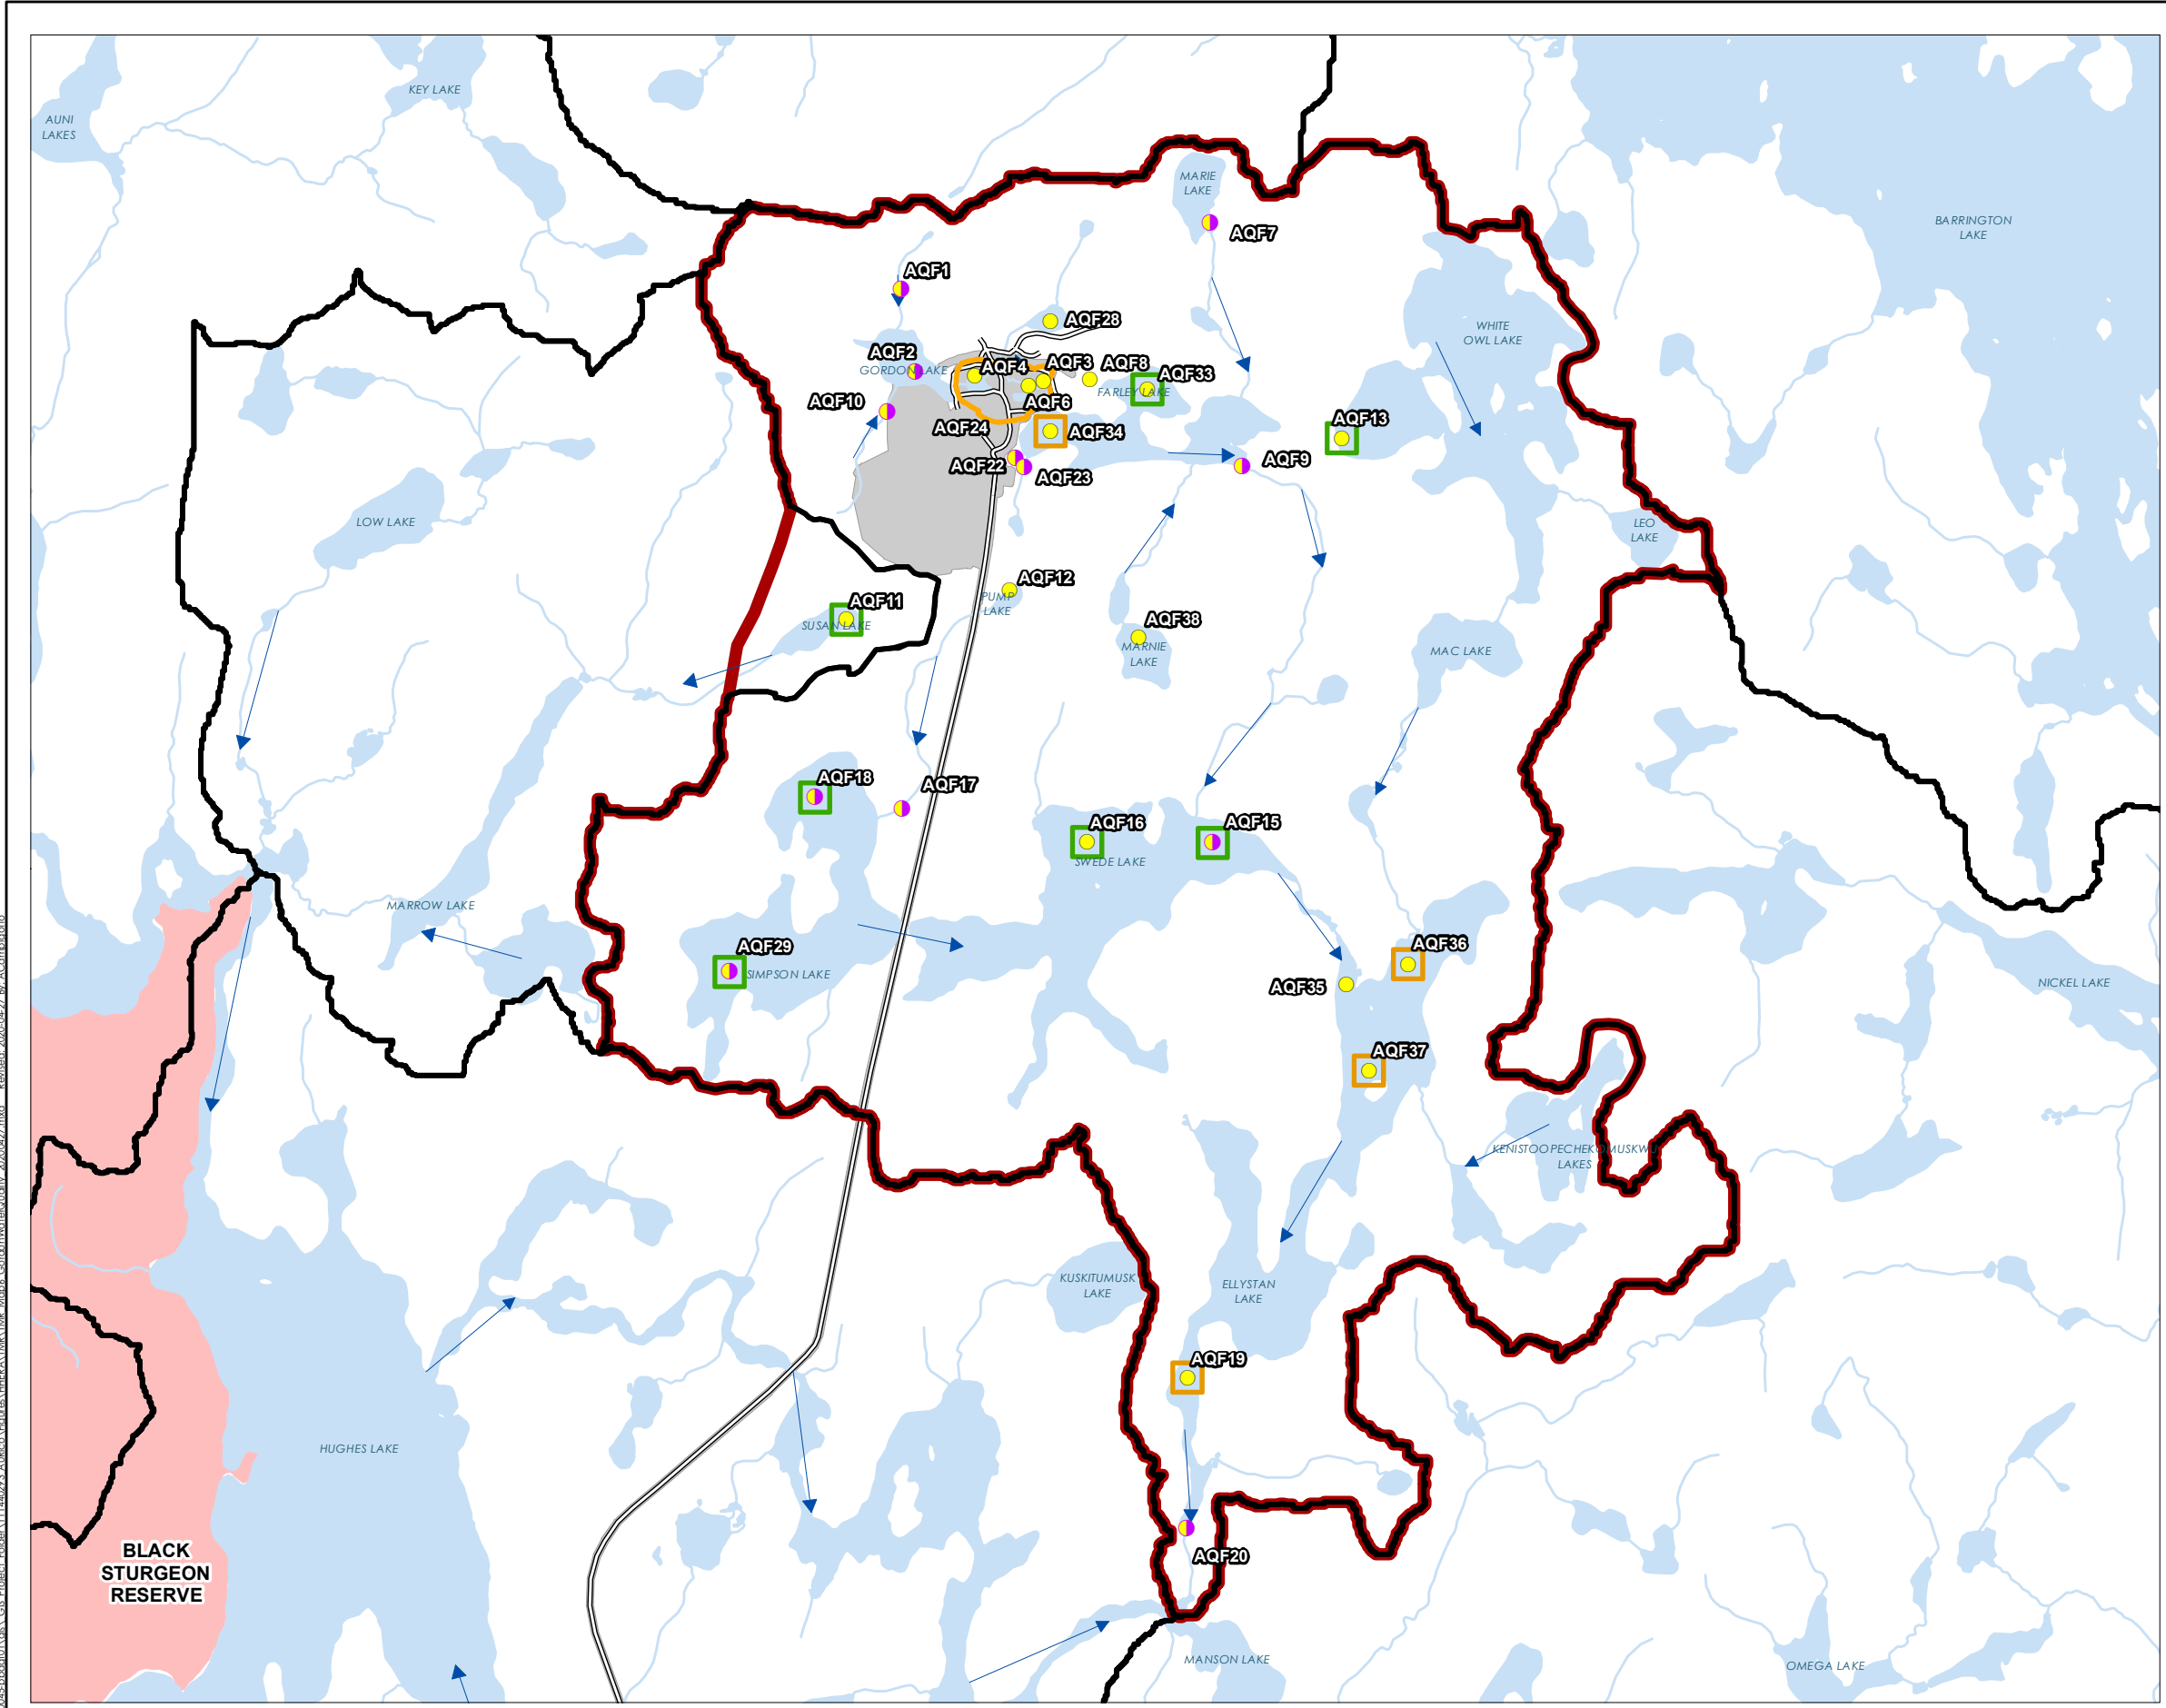 KEY LAKE
AUNI
LAKES
MARIE
LAKE
BARRINGTON
LAKE
AQF7
AQF1
AQF28
WHITE
OWL LAKE
AQF2
GORDON LAKE
AQF4
AQF3
AQF8
AQF33
FARLEY LAKE
AQF10
AQF6
AQF24
AQF34
AQF13
AQF22
AQF9
AQF23
LOW LAKE
LEO
LAKE
AQF12
PUMP
LAKE
AQF11
SUSAN LAKE
AQF38
MARNIE
LAKE
MAC LAKE
AQF18
AQF17
AQF16
SWEDE LAKE
AQF15
MARROW LAKE
AQF29
SIMPSON LAKE
AQF36
AQF35
NICKEL LAKE
AQF37
KENISTOOPECHEKOMUSKWU
LAKES
KUSKITUMUSK
LAKE
ELLYSTAN
LAKE
AQF19
HUGHES LAKE
BLACK
STURGEON
RESERVE
AQF20
MANSON LAKE
OMEGA LAKE